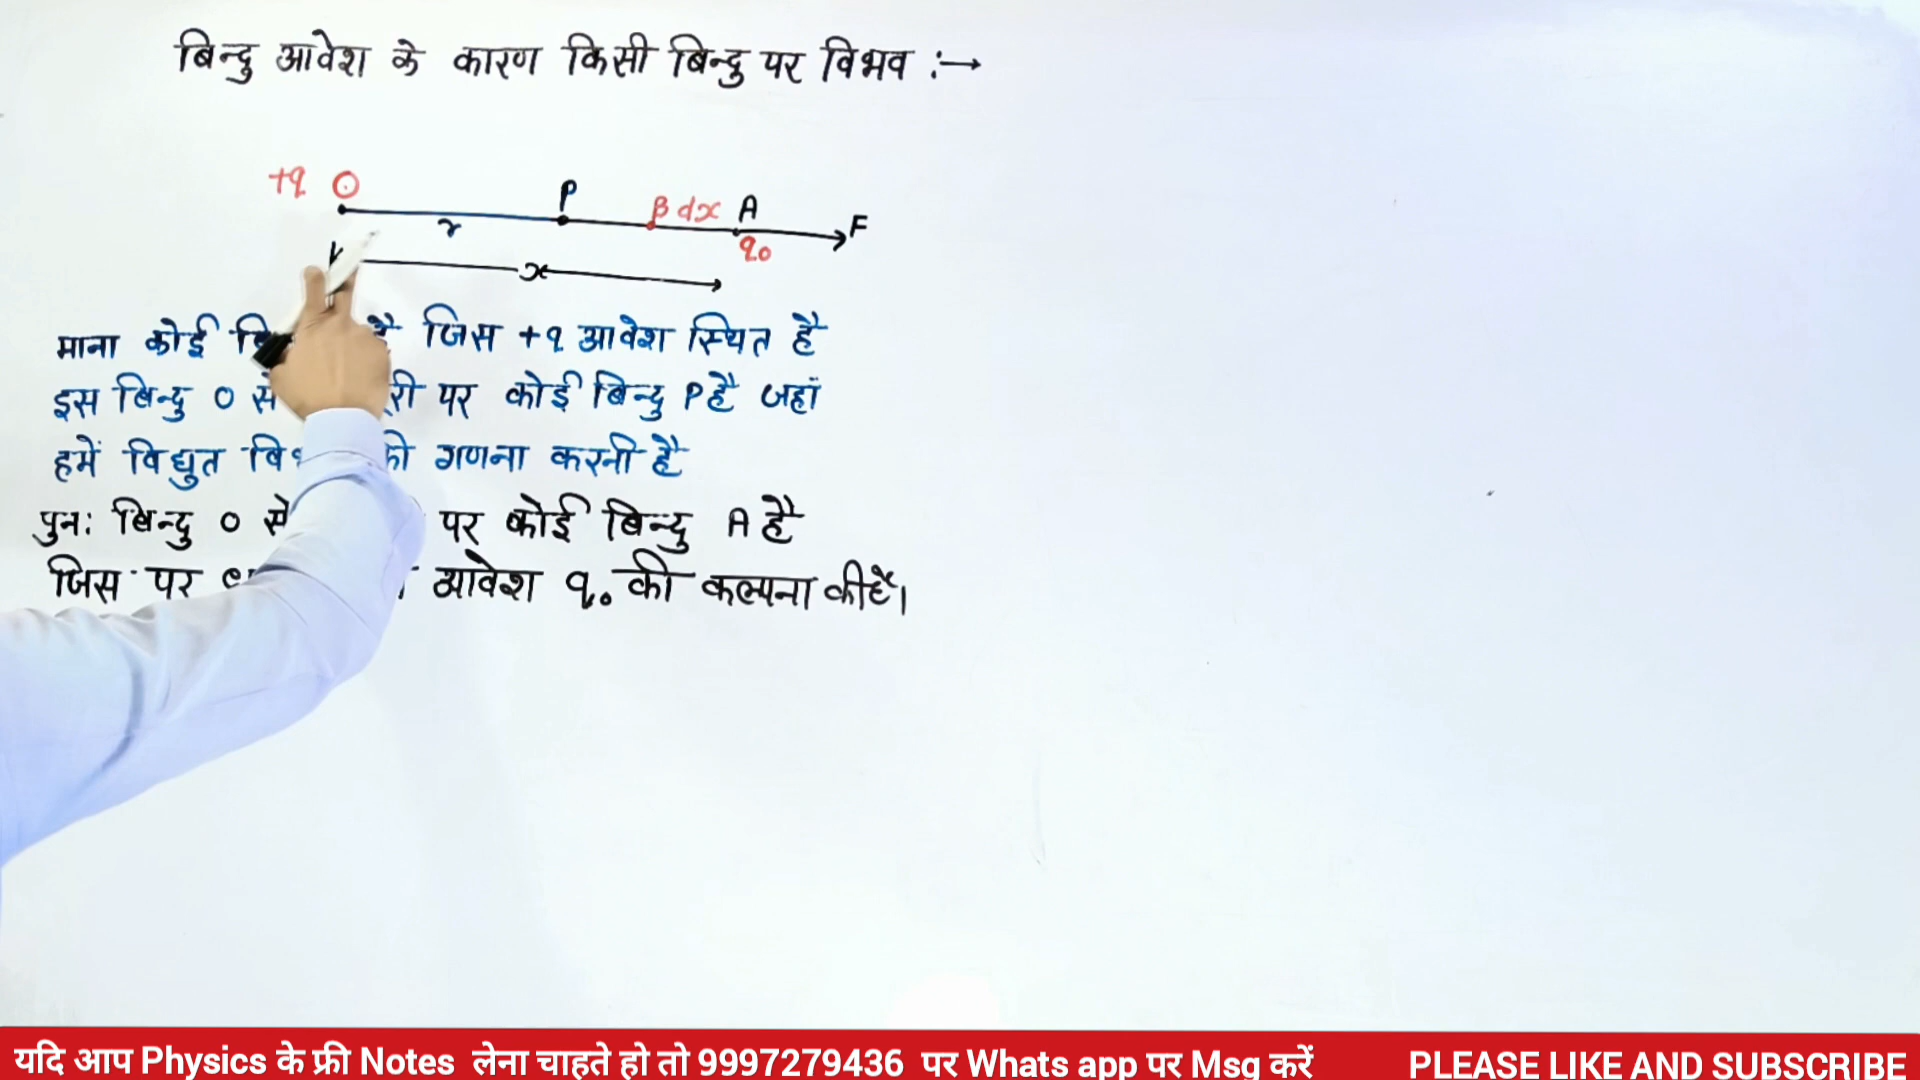 बिन्दु आवेश के कारण किसी बिन्दु पर विभव :→
+q O P B dx A F
r q₀
x
माना कोई है जिस +q आवेश स्थित है
इस बिन्दु O से पर कोई बिन्दु P है जहां
हमें विद्युत की गणना करनी है
पुनः बिन्दु O से पर कोई बिन्दु A है
जिस पर आवेश q₀ की कल्पना की है।
यदि आप Physics के फ्री Notes लेना चाहते हो तो 9997279436 पर Whats app पर Msg करें PLEASE LIKE AND SUBSCRIBE